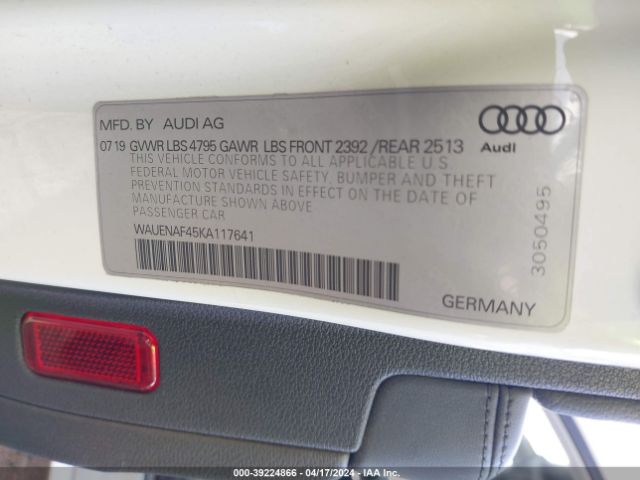 MFD. BY AUDI AG
07 19 GVWR LBS 4795 GAWR LBS FRONT 2392 /REAR 2513
THIS VEHICLE CONFORMS TO ALL APPLICABLE U.S.
FEDERAL MOTOR VEHICLE SAFETY, BUMPER AND THEFT
PREVENTION STANDARDS IN EFFECT ON THE DATE OF
MANUFACTURE SHOWN ABOVE
PASSENGER CAR
WAUENAF45KA117641
Audi
3050495
GERMANY
000-39224866 - 04/17/2024 - IAA Inc.